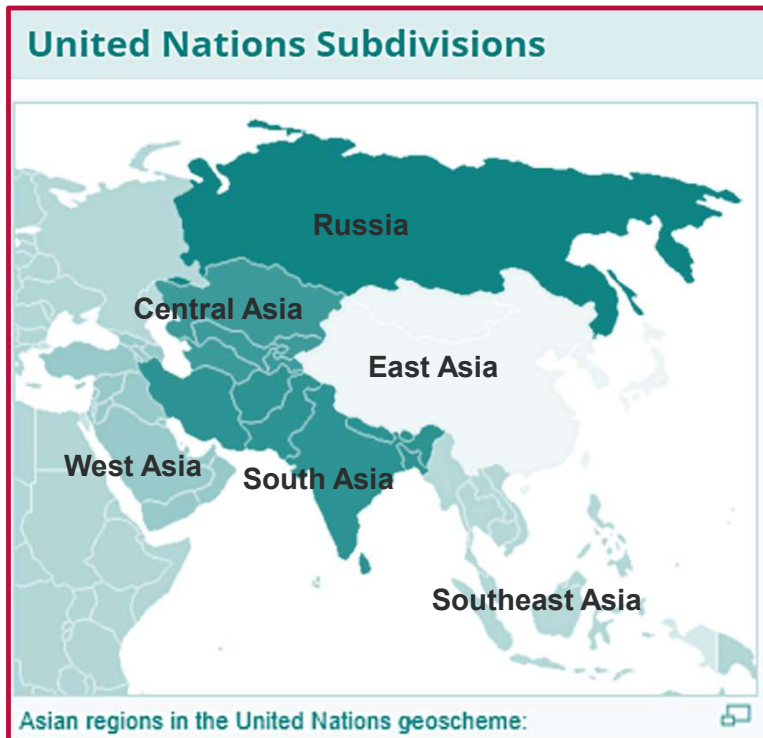 United Nations Subdivisions
Russia
Central Asia
East Asia
West Asia
South Asia
Southeast Asia
Asian regions in the United Nations geoscheme: